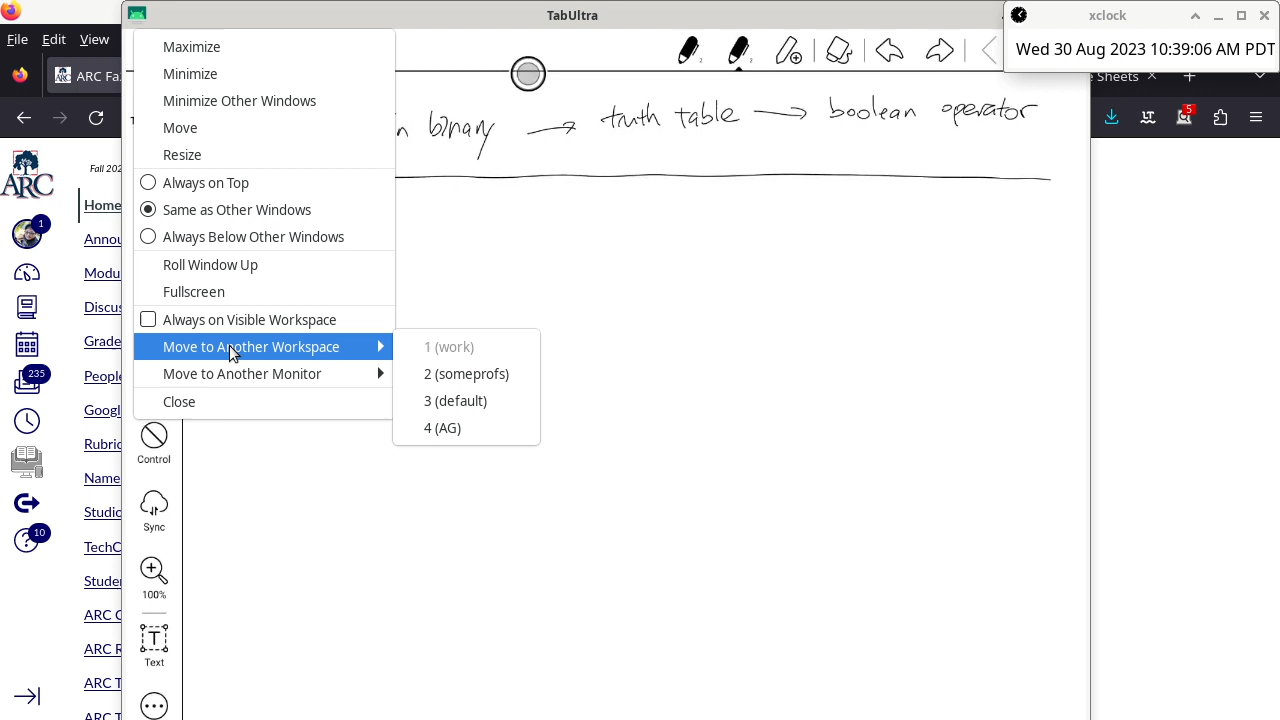 TabUltra
xclock
Wed 30 Aug 2023 10:39:06 AM PDT
File Edit View
ARC Fa
e Sheets
5
Maximize
Minimize
Minimize Other Windows
Move
Resize
Always on Top
Same as Other Windows
Always Below Other Windows
Roll Window Up
Fullscreen
Always on Visible Workspace
Move to Another Workspace
Move to Another Monitor
Close
1 (work)
2 (someprofs)
3 (default)
4 (AG)
n binary → truth table → boolean operator
ARC
1
235
10
Fall 202
Home
Annou
Modu
Discus
Grade
People
Googl
Rubric
Name
Studio
TechC
Studen
ARC C
ARC R
ARC T
ARC T
Control
Sync
100%
Text